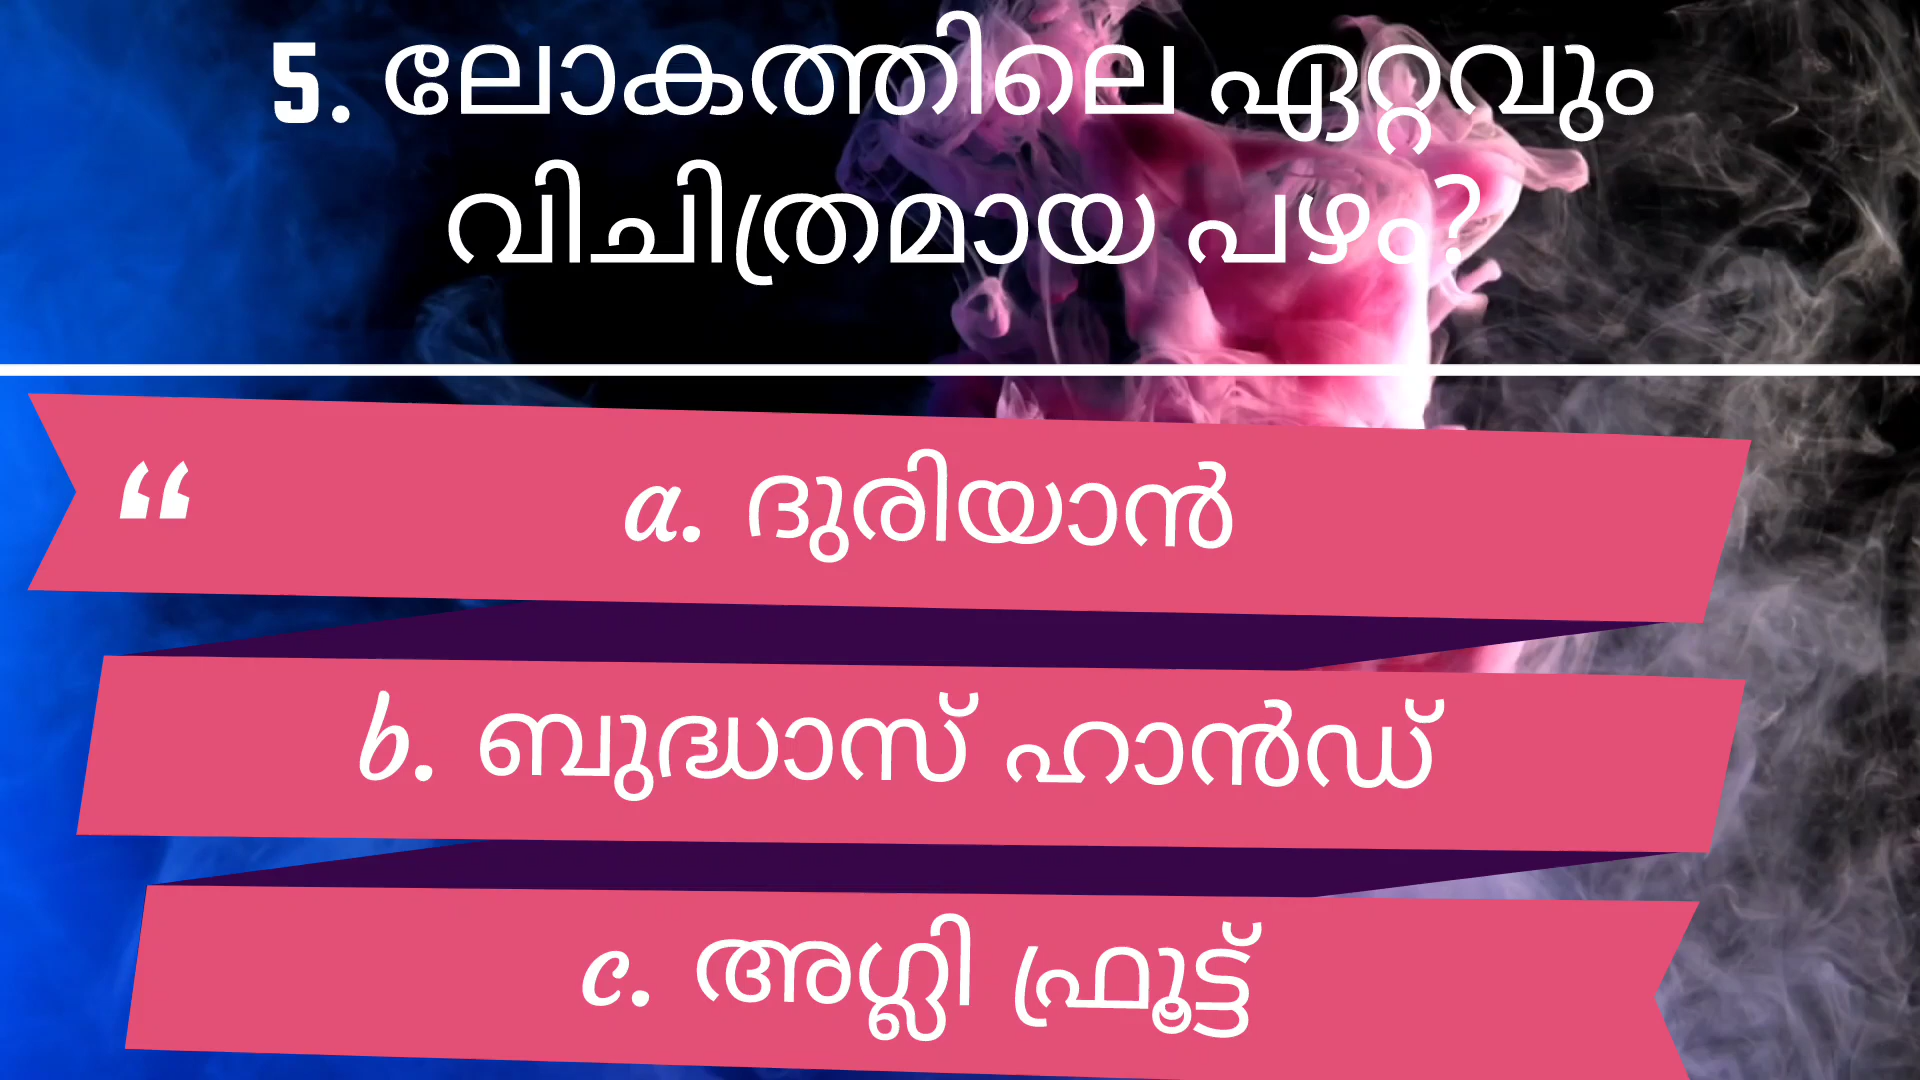 5. ലോകത്തിലെ ഏറ്റവും
വിചിത്രമായ പഴം?
“
a. ദുരിയാൻ
b. ബുദ്ധാസ് ഹാൻഡ്
c. അഗ്ലി ഫ്രൂട്ട്